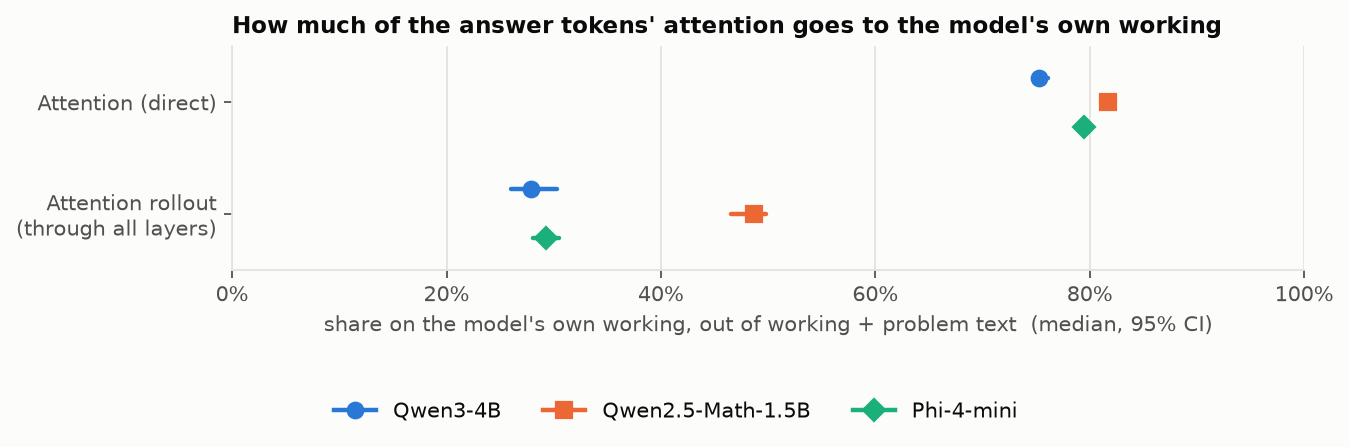 How much of the answer tokens' attention goes to the model's own working
Attention (direct)
Attention rollout
(through all layers)
0%
20%
40%
60%
80%
100%
share on the model's own working, out of working + problem text (median, 95% CI)
Qwen3-4B
Qwen2.5-Math-1.5B
Phi-4-mini